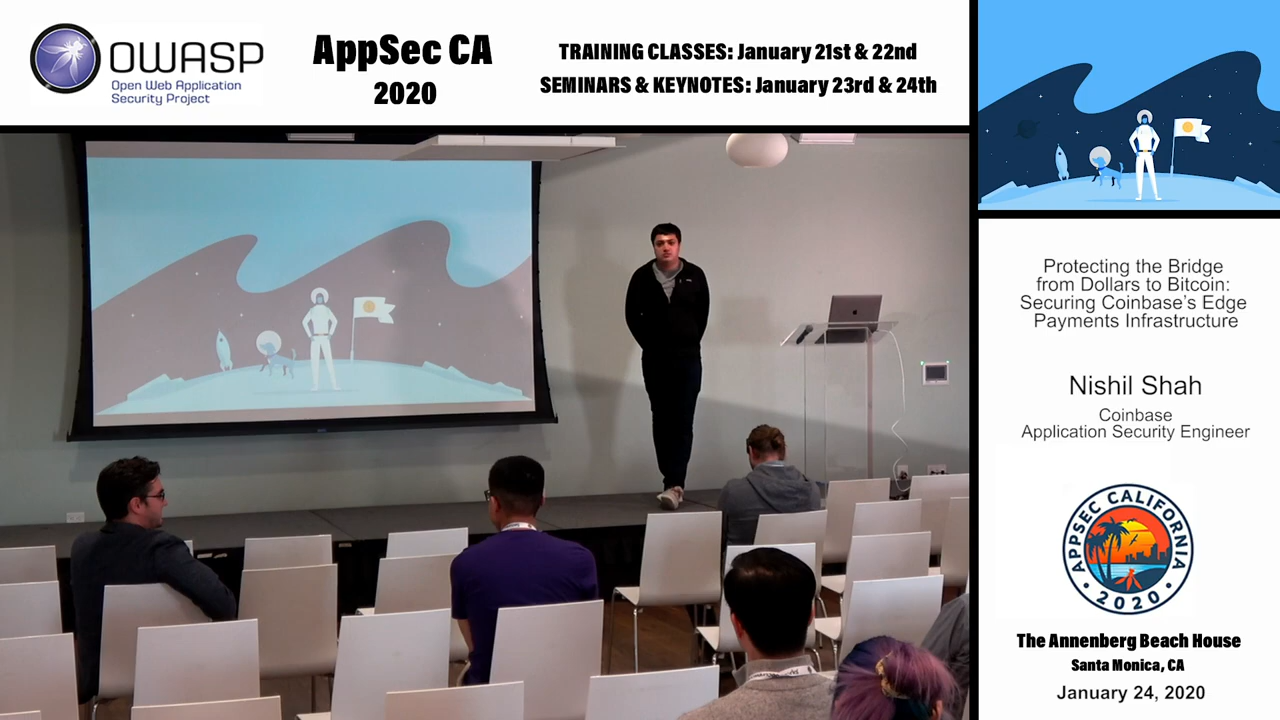 OWASP
Open Web Application
Security Project
AppSec CA
2020
TRAINING CLASSES: January 21st & 22nd
SEMINARS & KEYNOTES: January 23rd & 24th
Protecting the Bridge
from Dollars to Bitcoin:
Securing Coinbase's Edge
Payments Infrastructure
Nishil Shah
Coinbase
Application Security Engineer
APPSEC CALIFORNIA
• 2020 •
The Annenberg Beach House
Santa Monica, CA
January 24, 2020